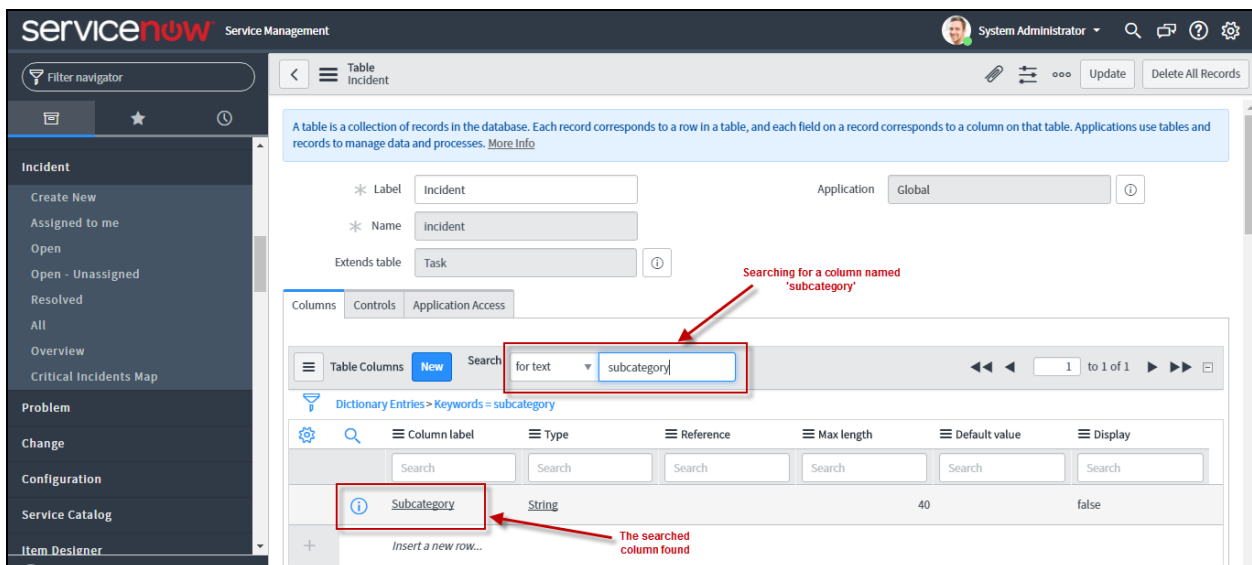 servicenow Service Management
System Administrator
Filter navigator
Incident
Create New
Assigned to me
Open
Open - Unassigned
Resolved
All
Overview
Critical Incidents Map
Problem
Change
Configuration
Service Catalog
Item Designer
Table
Incident
Update
Delete All Records
A table is a collection of records in the database. Each record corresponds to a row in a table, and each field on a record corresponds to a column on that table. Applications use tables and
records to manage data and processes. More Info
Label Incident
Application Global
Name incident
Extends table Task
Searching for a column named
'subcategory'
Columns Controls Application Access
Table Columns New Search for text subcategory 1 to 1 of 1
Dictionary Entries > Keywords = subcategory
Column label Type Reference Max length Default value Display
Search Search Search Search Search Search
Subcategory String 40 false
Insert a new row...
The searched
column found